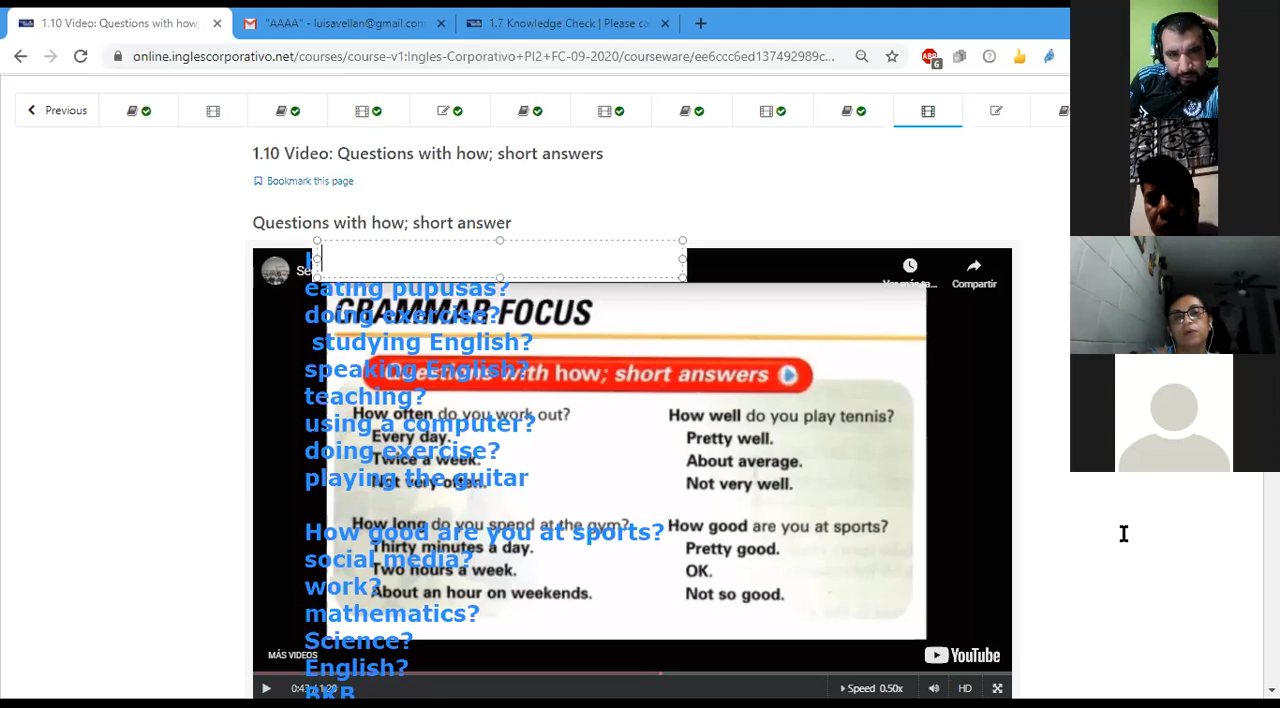 1.10 Video: Questions with how;
"AAAA" - luisavellan@gmail.com
1.7 Knowledge Check | Please ca
online.inglescorporativo.net/courses/course-v1:Ingles-Corporativo+PI2+FC-09-2020/courseware/ee6ccc6ed137492989c...
6
Previous
1.10 Video: Questions with how; short answers
Bookmark this page
Questions with how; short answer
Compartir
eating pupusas?
GRAMMAR FOCUS
doing exercise?
studying English?
speaking English?
Questions with how; short answers
teaching?
How often do you work out?
How well do you play tennis?
using a computer?
Every day.
Pretty well.
doing exercise?
Twice a week.
About average.
playing the guitar
Not very often.
Not very well.
How long do you spend at the gym?
How good are you at sports?
How good are you at sports?
Thirty minutes a day.
Pretty good.
social media?
Two hours a week.
OK.
work?
About an hour on weekends.
Not so good.
mathematics?
Science?
English?
MÁS VIDEOS
YouTube
Speed 0.50x
HD